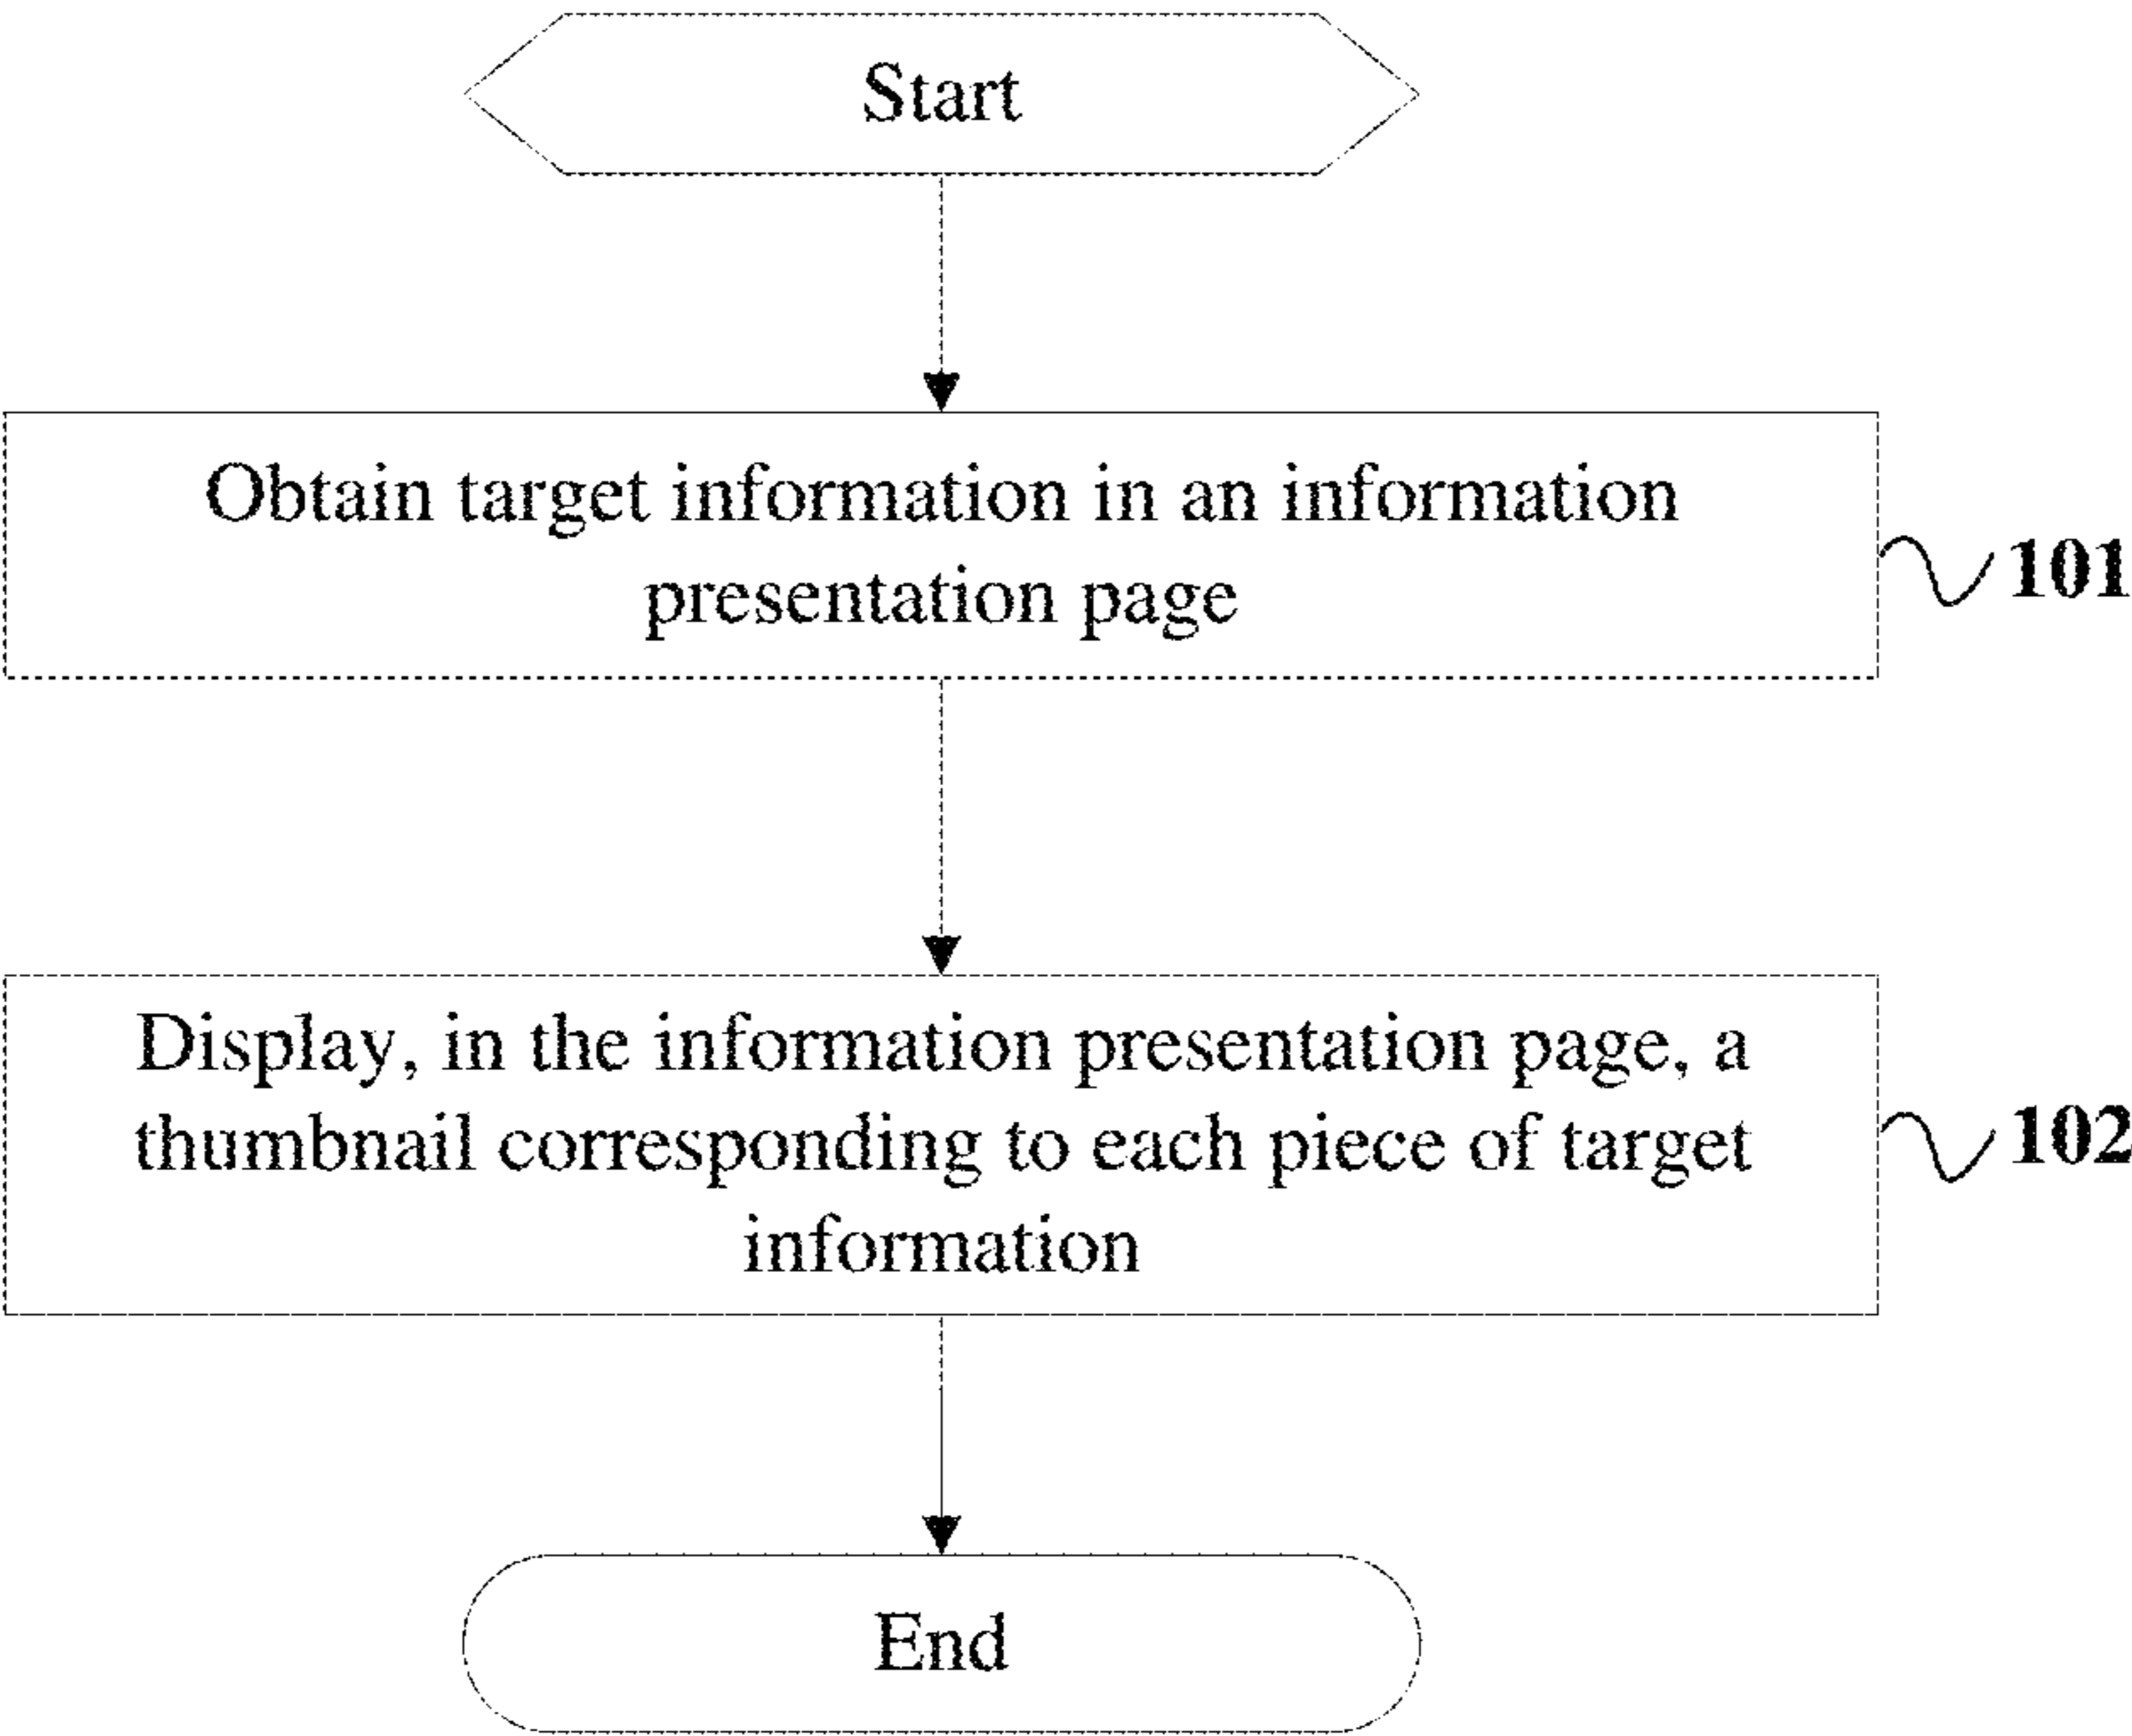 Start
Obtain target information in an information
presentation page
101
Display, in the information presentation page, a
thumbnail corresponding to each piece of target
information
102
End